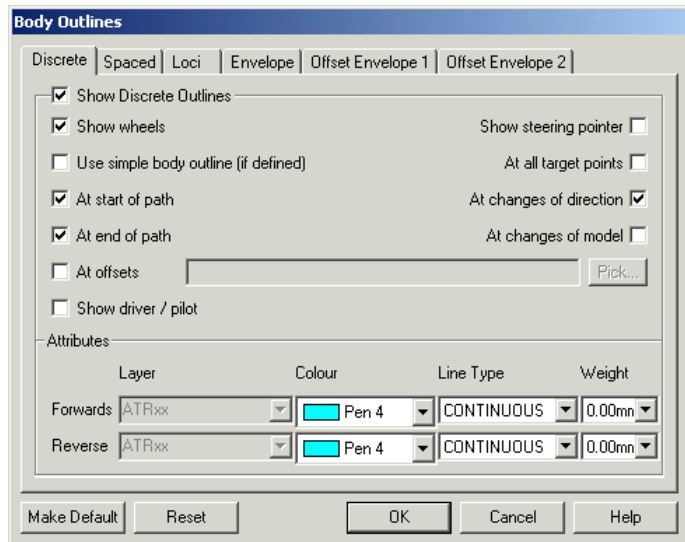 Body Outlines
Discrete Spaced Loci Envelope Offset Envelope 1 Offset Envelope 2
Show Discrete Outlines
Show wheels Show steering pointer
Use simple body outline (if defined) At all target points
At start of path At changes of direction
At end of path At changes of model
At offsets Pick...
Show driver / pilot
Attributes
Layer Colour Line Type Weight
Forwards ATRxx Pen 4 CONTINUOUS 0.00mn
Reverse ATRxx Pen 4 CONTINUOUS 0.00mn
Make Default Reset OK Cancel Help